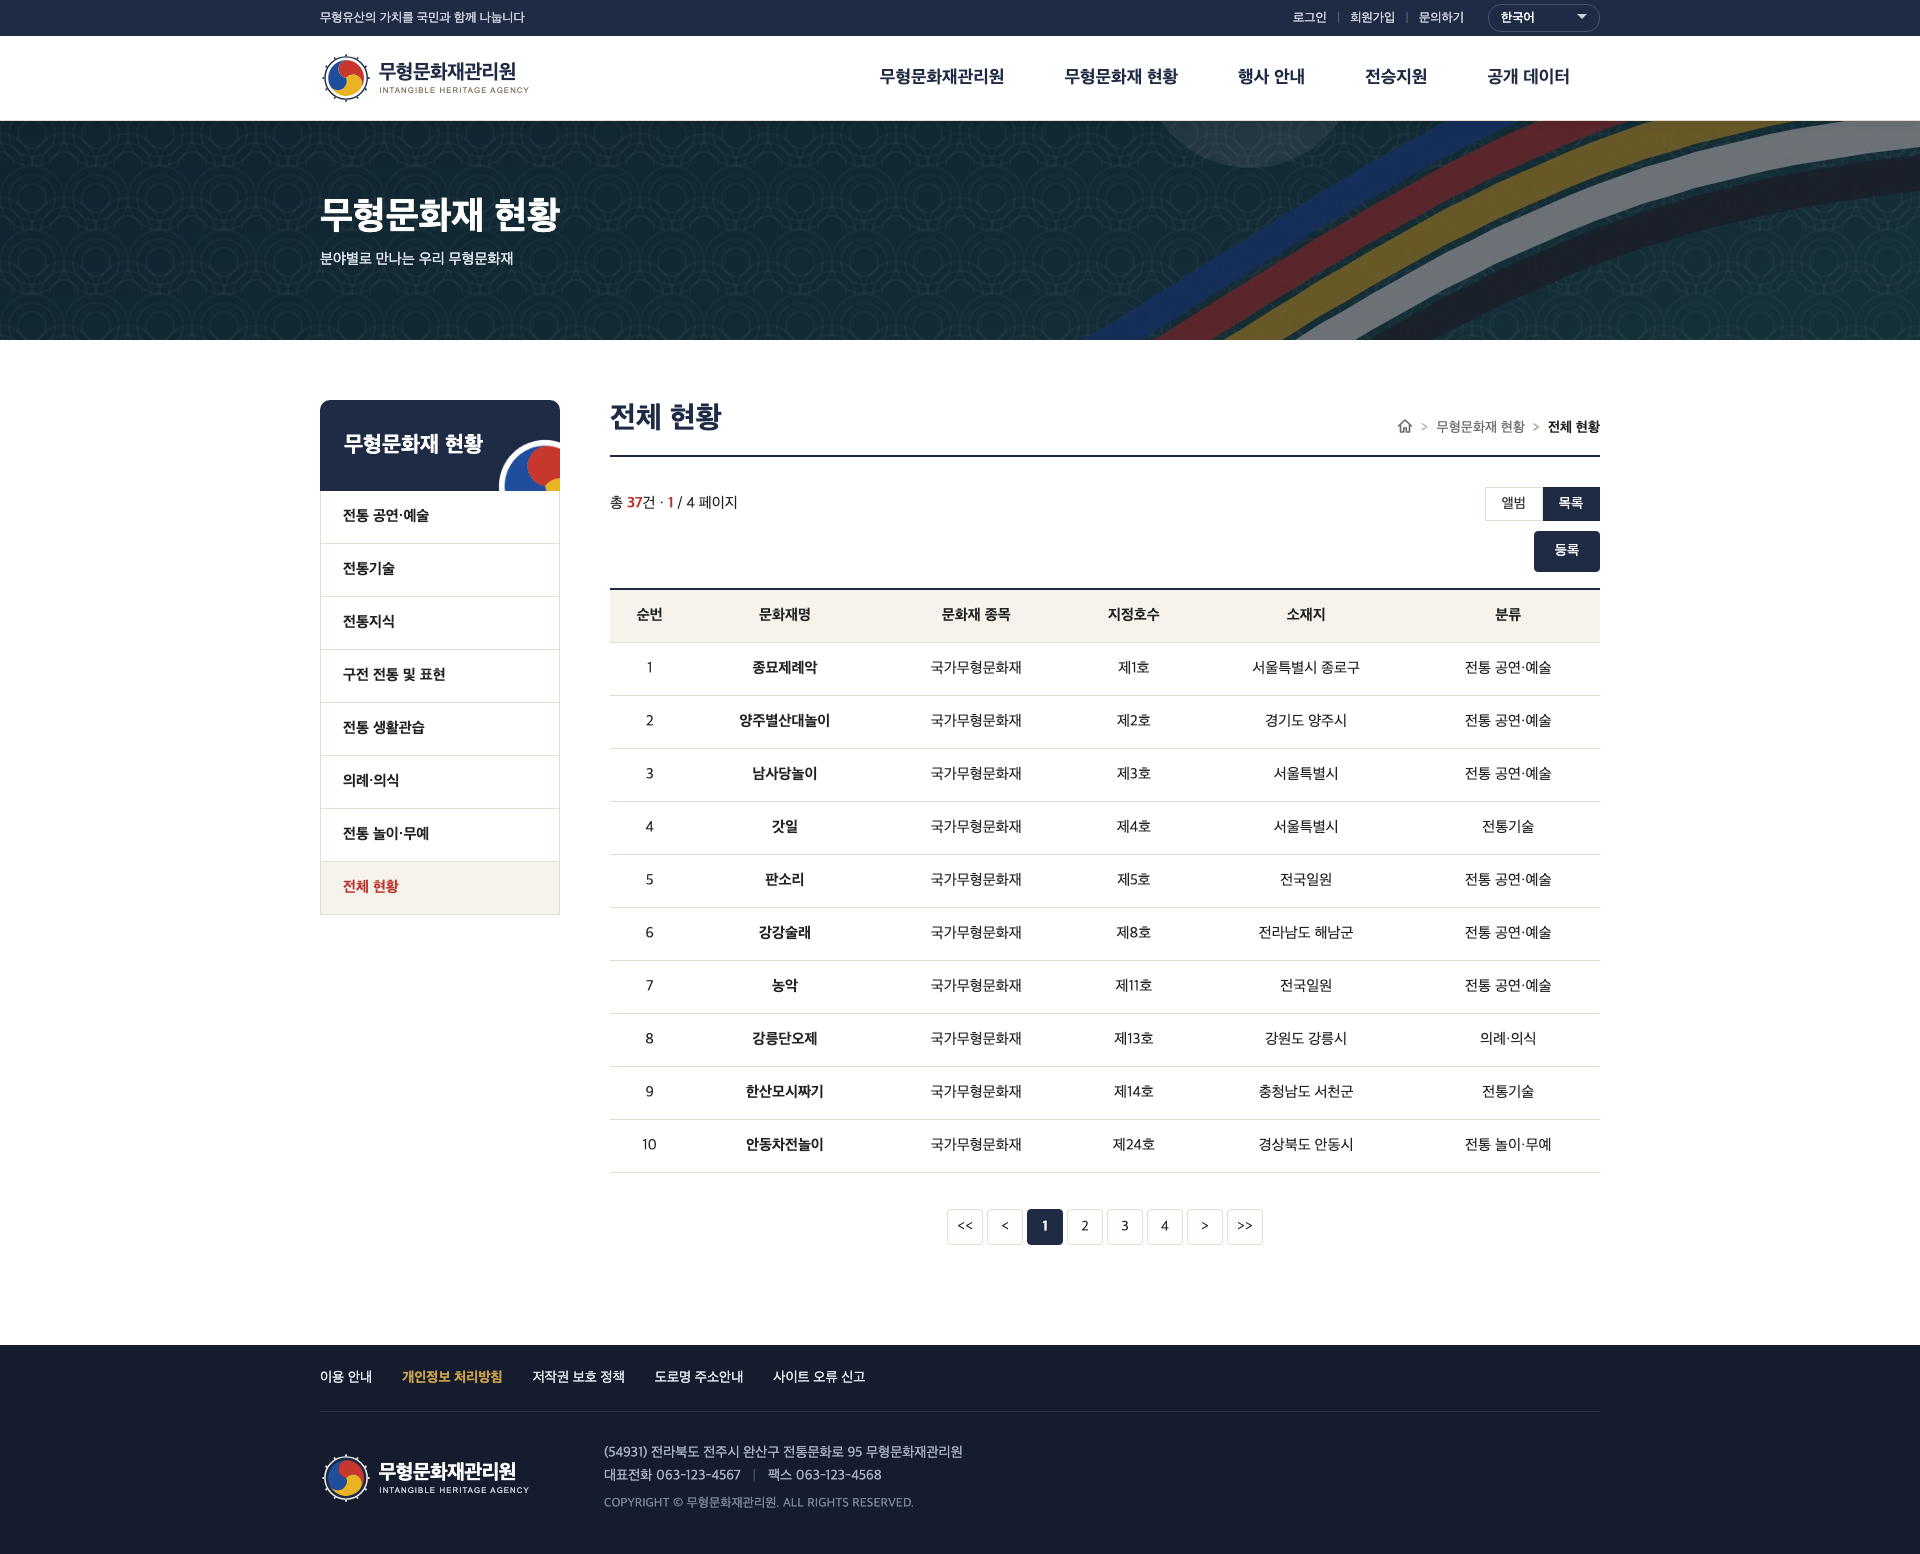 무형유산의 가치를 국민과 함께 나눕니다
로그인 | 회원가입 | 문의하기 한국어
무형문화재관리원
INTANGIBLE HERITAGE AGENCY
무형문화재관리원 무형문화재 현황 행사 안내 전승지원 공개 데이터
무형문화재 현황
분야별로 만나는 우리 무형문화재
무형문화재 현황
전통 공연·예술
전통기술
전통지식
구전 전통 및 표현
전통 생활관습
의례·의식
전통 놀이·무예
전체 현황
전체 현황
> 무형문화재 현황 > 전체 현황
총 37건 · 1 / 4 페이지
앨범 목록
등록
순번 문화재명 문화재 종목 지정호수 소재지 분류
1 종묘제례악 국가무형문화재 제1호 서울특별시 종로구 전통 공연·예술
2 양주별산대놀이 국가무형문화재 제2호 경기도 양주시 전통 공연·예술
3 남사당놀이 국가무형문화재 제3호 서울특별시 전통 공연·예술
4 갓일 국가무형문화재 제4호 서울특별시 전통기술
5 판소리 국가무형문화재 제5호 전국일원 전통 공연·예술
6 강강술래 국가무형문화재 제8호 전라남도 해남군 전통 공연·예술
7 농악 국가무형문화재 제11호 전국일원 전통 공연·예술
8 강릉단오제 국가무형문화재 제13호 강원도 강릉시 의례·의식
9 한산모시짜기 국가무형문화재 제14호 충청남도 서천군 전통기술
10 안동차전놀이 국가무형문화재 제24호 경상북도 안동시 전통 놀이·무예
<< < 1 2 3 4 > >>
이용 안내 개인정보 처리방침 저작권 보호 정책 도로명 주소안내 사이트 오류 신고
무형문화재관리원
INTANGIBLE HERITAGE AGENCY
(54931) 전라북도 전주시 완산구 전통문화로 95 무형문화재관리원
대표전화 063-123-4567 | 팩스 063-123-4568
COPYRIGHT © 무형문화재관리원. ALL RIGHTS RESERVED.